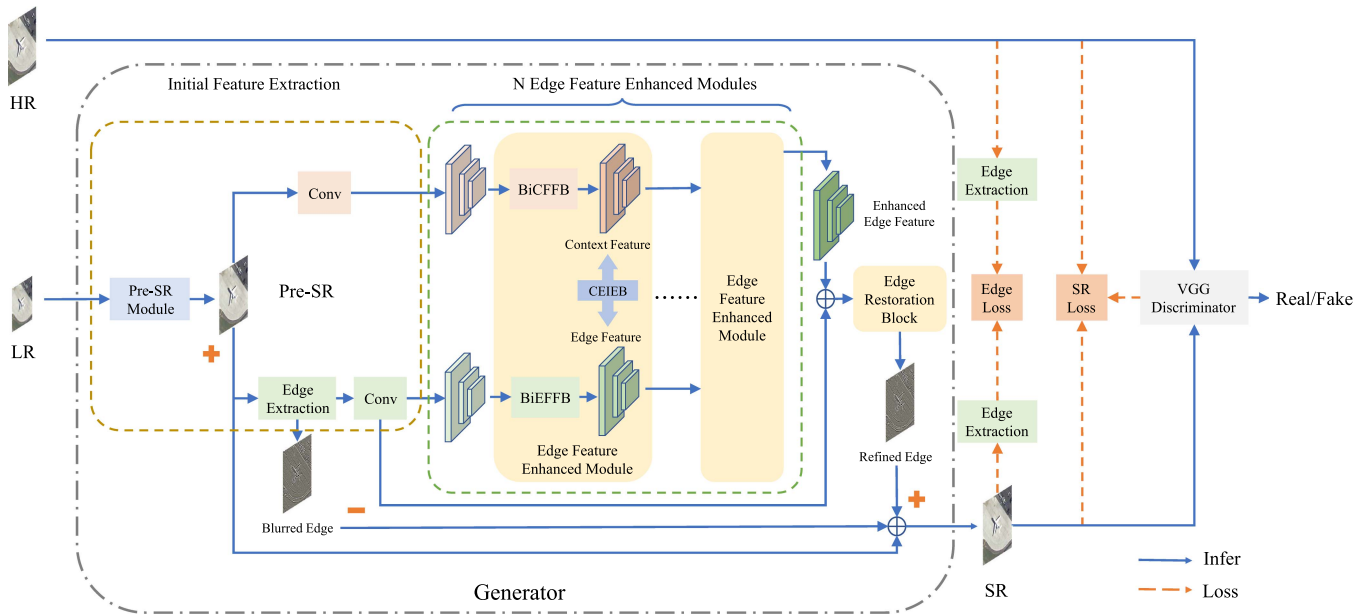 HR
Initial Feature Extraction
N Edge Feature Enhanced Modules
Conv
BiCFFB
Context Feature
Enhanced
Edge Feature
Edge
Extraction
LR
Pre-SR
Module
Pre-SR
+
CEIEB
......
Edge
Feature
Enhanced
Module
Edge
Restoration
Block
Edge
Loss
SR
Loss
VGG
Discriminator
Real/Fake
Edge Feature
Edge
Extraction
Conv
BiEFFB
Edge Feature
Enhanced Module
Refined Edge
Edge
Extraction
Blurred Edge
−
+
SR
Generator
Infer
Loss